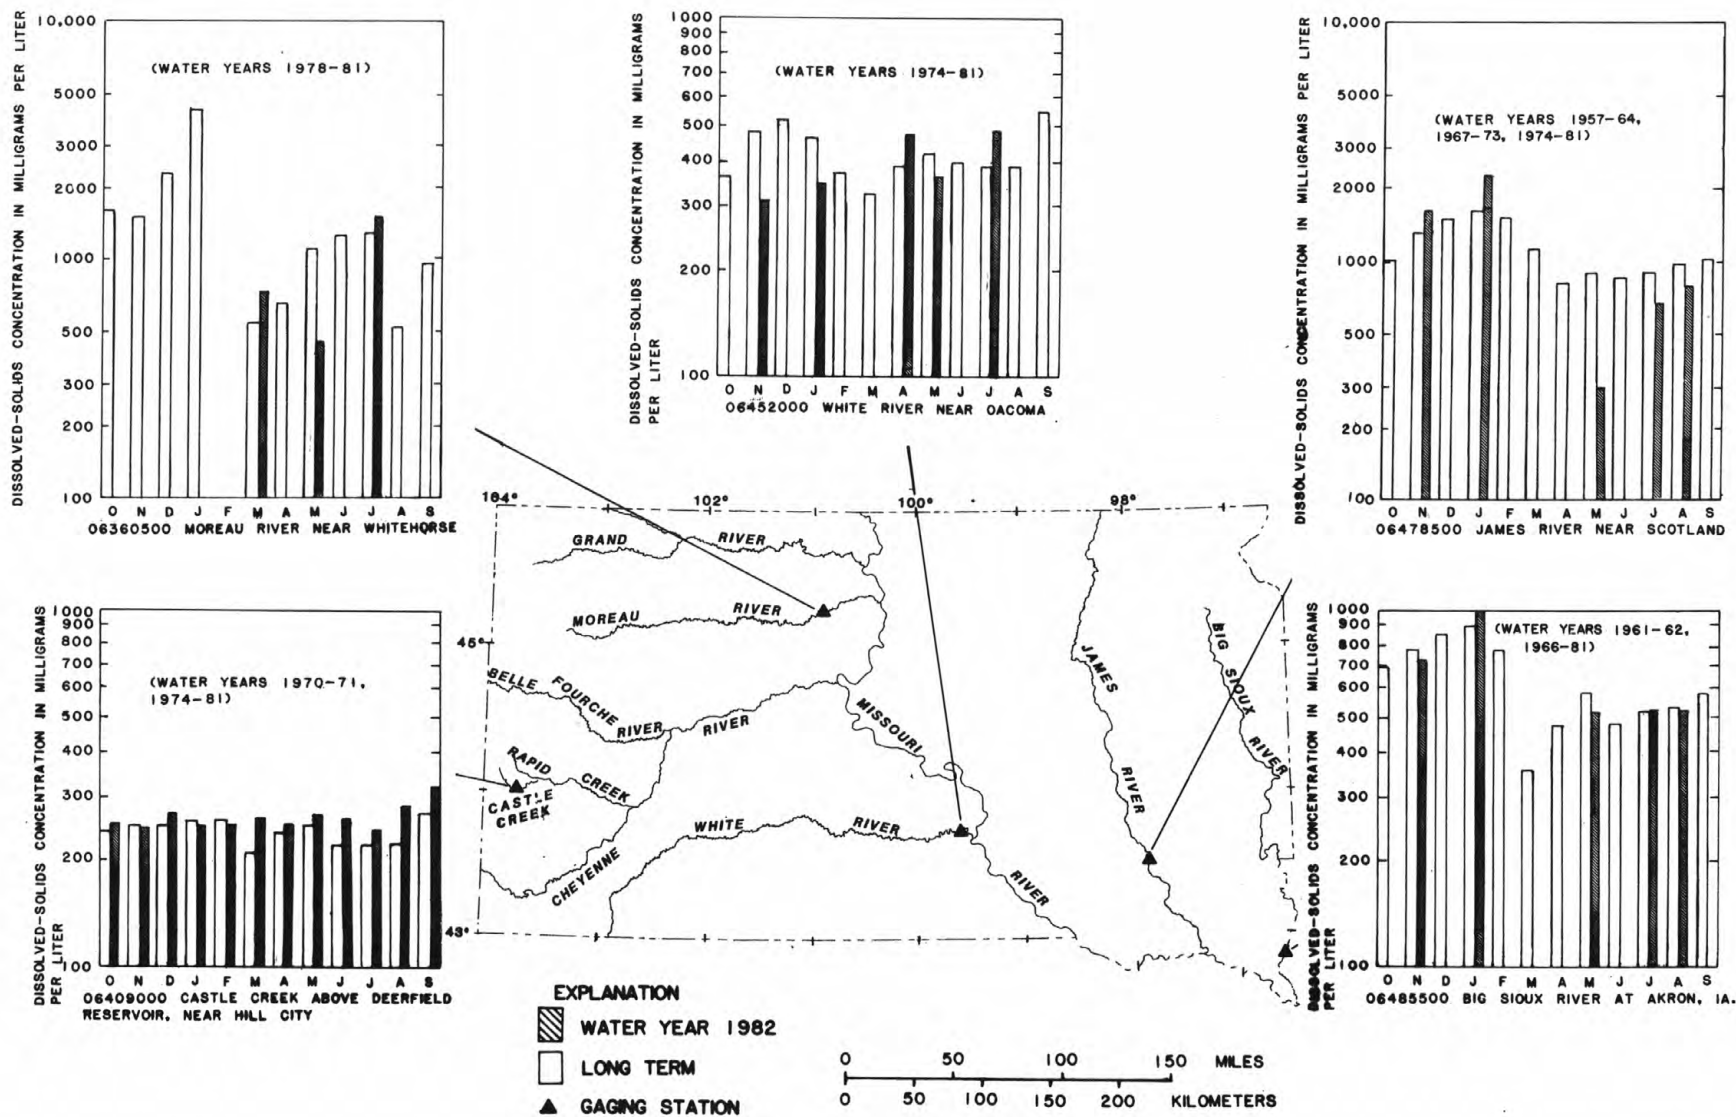 DISSOLVED-SOLIDS CONCENTRATION IN MILLIGRAMS PER LITER
10,000
5000
3000
2000
1000
500
300
200
100
(WATER YEARS 1978-81)
O N D J F M A M J J A S
06360500 MOREAU RIVER NEAR WHITEHORSE
DISSOLVED-SOLIDS CONCENTRATION IN MILLIGRAMS
PER LITER
1000
900
800
700
600
500
400
300
200
100
(WATER YEARS 1974-81)
O N D J F M A M J J A S
06452000 WHITE RIVER NEAR OACOMA
DISSOLVED-SOLIDS CONCENTRATION IN MILLIGRAMS PER LITER
10,000
5000
3000
2000
1000
500
300
200
100
(WATER YEARS 1957-64,
1967-73, 1974-81)
O N D J F M A M J J A S
06478500 JAMES RIVER NEAR SCOTLAND
DISSOLVED-SOLIDS CONCENTRATION IN MILLIGRAMS
PER LITER
1000
900
800
700
600
500
400
300
200
100
(WATER YEARS 1970-71,
1974-81)
O N D J F M A M J J A S
06409000 CASTLE CREEK ABOVE DEERFIELD
RESERVOIR, NEAR HILL CITY
104° 102° 100° 98°
45°
43°
GRAND RIVER
MOREAU RIVER
BELLE FOURCHE RIVER
RIVER
RAPID CREEK
CASTLE
CREEK
CHEYENNE
WHITE RIVER
MISSOURI
RIVER
JAMES RIVER
BIG SIOUX RIVER
DISSOLVED-SOLIDS CONCENTRATION IN MILLIGRAMS
PER LITER
1000
900
800
700
600
500
400
300
200
100
(WATER YEARS 1961-62,
1966-81)
O N D J F M A M J J A S
06485500 BIG SIOUX RIVER AT AKRON, IA.
EXPLANATION
WATER YEAR 1982
LONG TERM
GAGING STATION
0 50 100 150 MILES
0 50 100 150 200 KILOMETERS